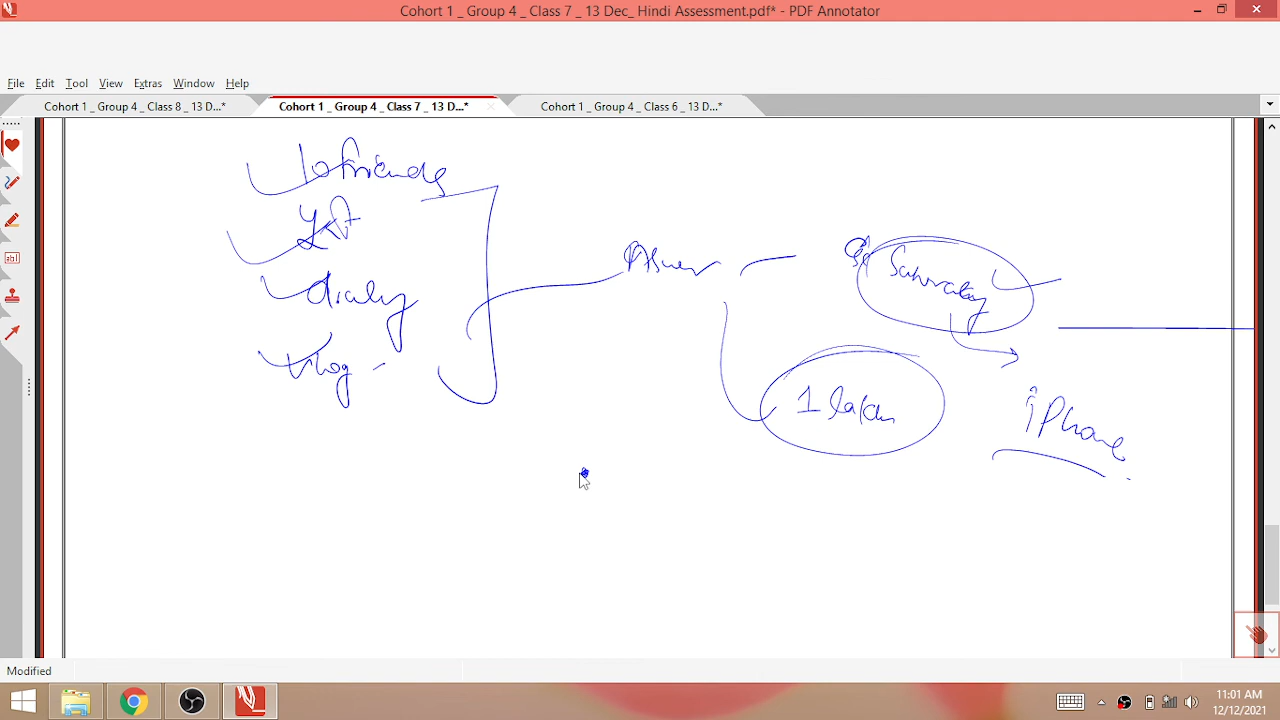 Cohort 1 _ Group 4 _ Class 7 _ 13 Dec_ Hindi Assessment.pdf* - PDF Annotator
File Edit Tool View Extras Window Help
Cohort 1 _ Group 4 _ Class 8 _ 13 D...* Cohort 1 _ Group 4 _ Class 7 _ 13 D...* Cohort 1 _ Group 4 _ Class 6 _ 13 D...*
10 friends
vlog
1 lakh
iPhone
Modified
11:01 AM
12/12/2021